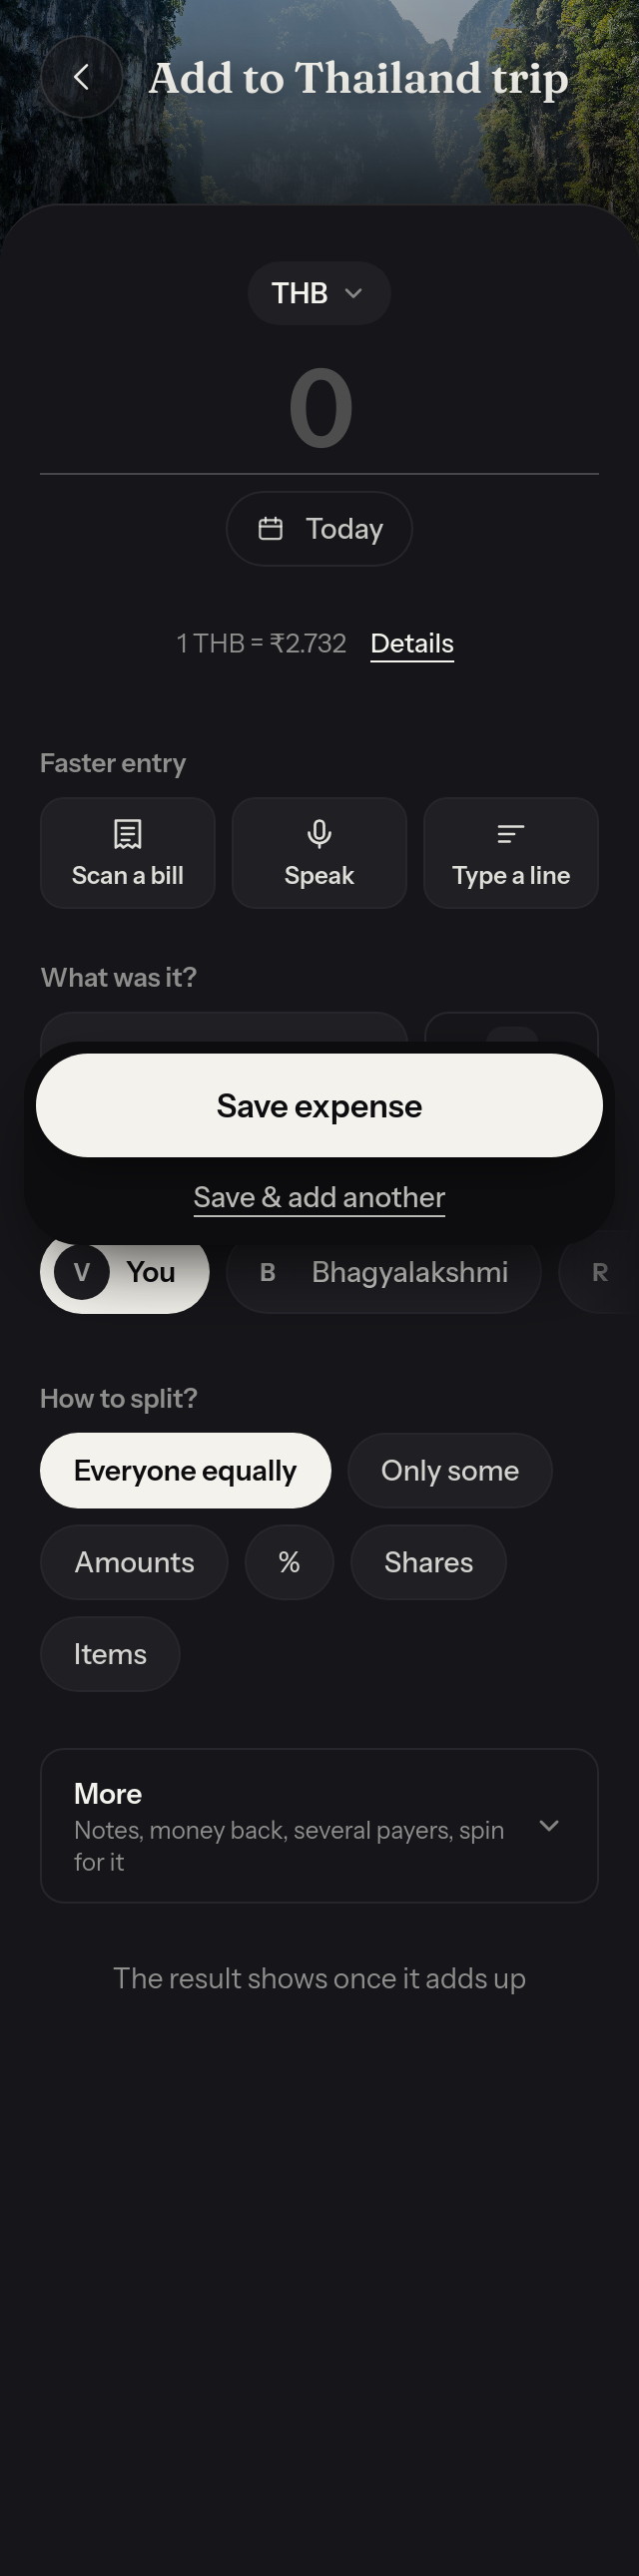 Add to Thailand trip
THB
0
Today
1 THB = ₹2.732 Details
Faster entry
Scan a bill
Speak
Type a line
What was it?
Save expense
Save & add another
V You
B Bhagyalakshmi
R
How to split?
Everyone equally
Only some
Amounts
%
Shares
Items
More
Notes, money back, several payers, spin
for it
The result shows once it adds up